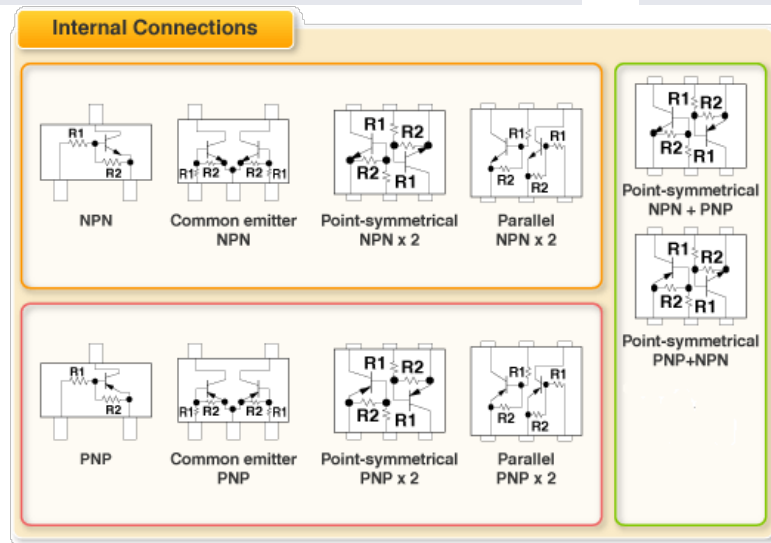 Internal Connections
R1
R2
NPN
R1 R2 R2 R1
Common emitter
NPN
R1 R2
R2 R1
Point-symmetrical
NPN x 2
R1 R1
R2
R2
Parallel
NPN x 2
R1 R2
R2 R1
Point-symmetrical
NPN + PNP
R1 R2
R2 R1
Point-symmetrical
PNP+NPN
R1
R2
PNP
R1 R2 R2 R1
Common emitter
PNP
R1 R2
R2 R1
Point-symmetrical
PNP x 2
R1 R1
R2
R2
Parallel
PNP x 2